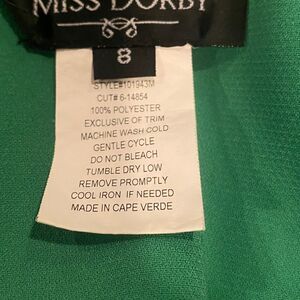 MISS DORBY
8
STYLE#101943M
CUT# 6-14854
100% POLYESTER
EXCLUSIVE OF TRIM
MACHINE WASH COLD
GENTLE CYCLE
DO NOT BLEACH
TUMBLE DRY LOW
REMOVE PROMPTLY
COOL IRON IF NEEDED
MADE IN CAPE VERDE